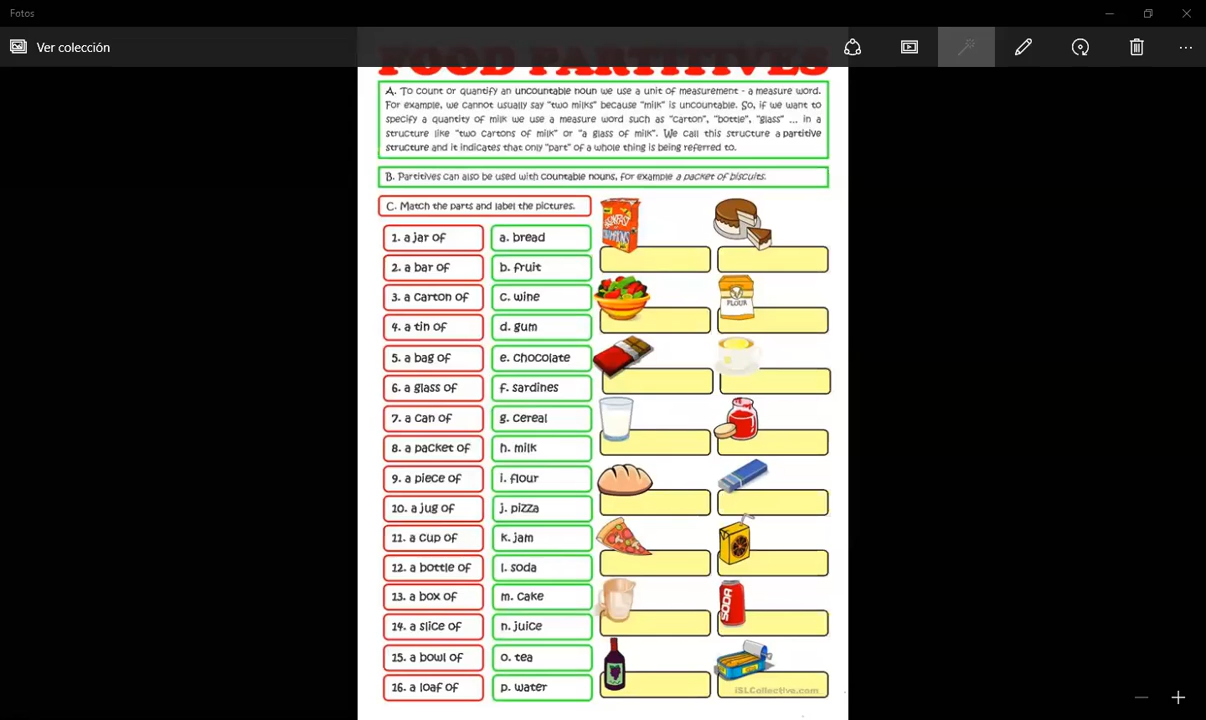 Fotos
Ver colección
FOOD PARTITIVES
A. To count or quantify an uncountable noun we use a unit of measurement - a measure word.
For example, we cannot usually say "two milks" because "milk" is uncountable. So, if we want to
specify a quantity of milk we use a measure word such as "carton", "bottle", "glass" ... in a
structure like "two cartons of milk" or "a glass of milk". We call this structure a partitive
structure and it indicates that only "part" of a whole thing is being referred to.
B. Partitives can also be used with countable nouns, for example a packet of biscuits.
C. Match the parts and label the pictures.
1. a jar of
a. bread
2. a bar of
b. fruit
3. a carton of
c. wine
4. a tin of
d. gum
5. a bag of
e. chocolate
6. a glass of
f. sardines
7. a can of
g. cereal
8. a packet of
h. milk
9. a piece of
i. flour
10. a jug of
j. pizza
11. a cup of
k. jam
12. a bottle of
l. soda
13. a box of
m. cake
14. a slice of
n. juice
15. a bowl of
o. tea
16. a loaf of
p. water
FLOUR
SODA
iSLCollective.com